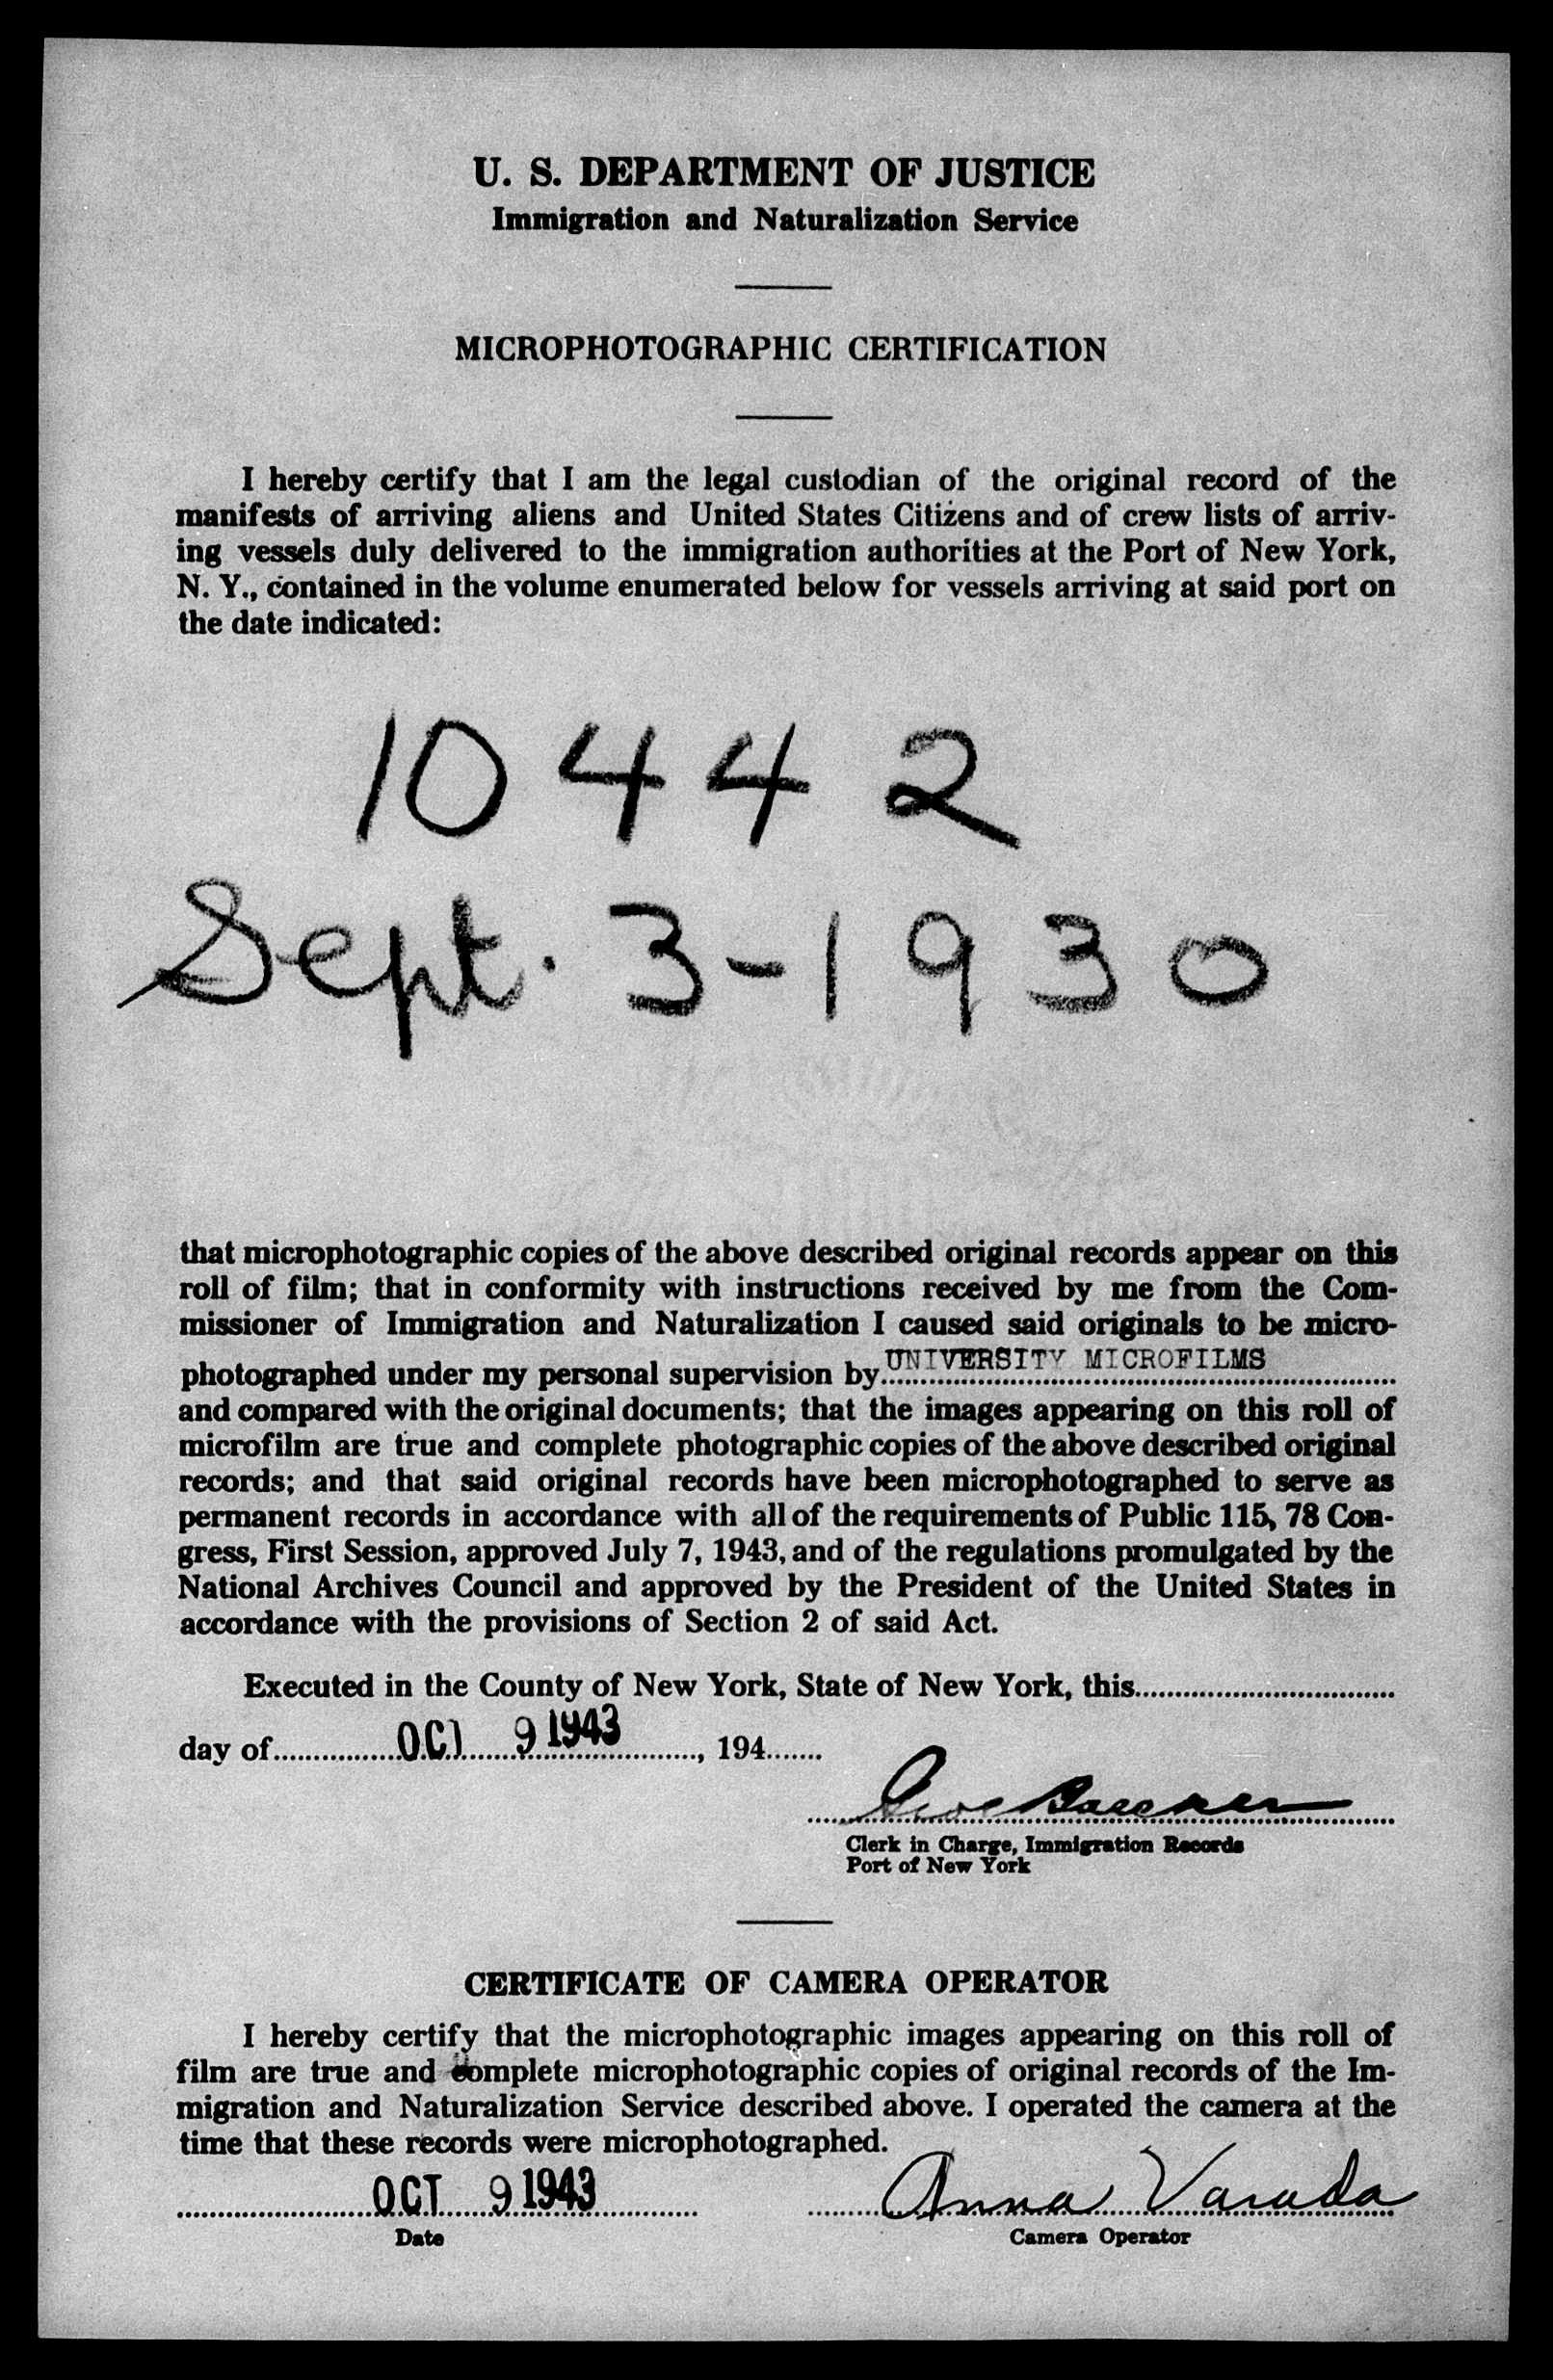 U. S. DEPARTMENT OF JUSTICE
Immigration and Naturalization Service
MICROPHOTOGRAPHIC CERTIFICATION
I hereby certify that I am the legal custodian of the original record of the
manifests of arriving aliens and United States Citizens and of crew lists of arriv-
ing vessels duly delivered to the immigration authorities at the Port of New York,
N. Y., contained in the volume enumerated below for vessels arriving at said port on
the date indicated:
10442
Sept. 3-1930
that microphotographic copies of the above described original records appear on this
roll of film; that in conformity with instructions received by me from the Com-
missioner of Immigration and Naturalization I caused said originals to be micro-
photographed under my personal supervision by UNIVERSITY MICROFILMS
and compared with the original documents; that the images appearing on this roll of
microfilm are true and complete photographic copies of the above described original
records; and that said original records have been microphotographed to serve as
permanent records in accordance with all of the requirements of Public 115, 78 Con-
gress, First Session, approved July 7, 1943, and of the regulations promulgated by the
National Archives Council and approved by the President of the United States in
accordance with the provisions of Section 2 of said Act.
Executed in the County of New York, State of New York, this
day of OCT 9 1943, 194
Clerk in Charge, Immigration Records
Port of New York
CERTIFICATE OF CAMERA OPERATOR
I hereby certify that the microphotographic images appearing on this roll of
film are true and complete microphotographic copies of original records of the Im-
migration and Naturalization Service described above. I operated the camera at the
time that these records were microphotographed.
OCT 9 1943 Anna
Date Camera Operator